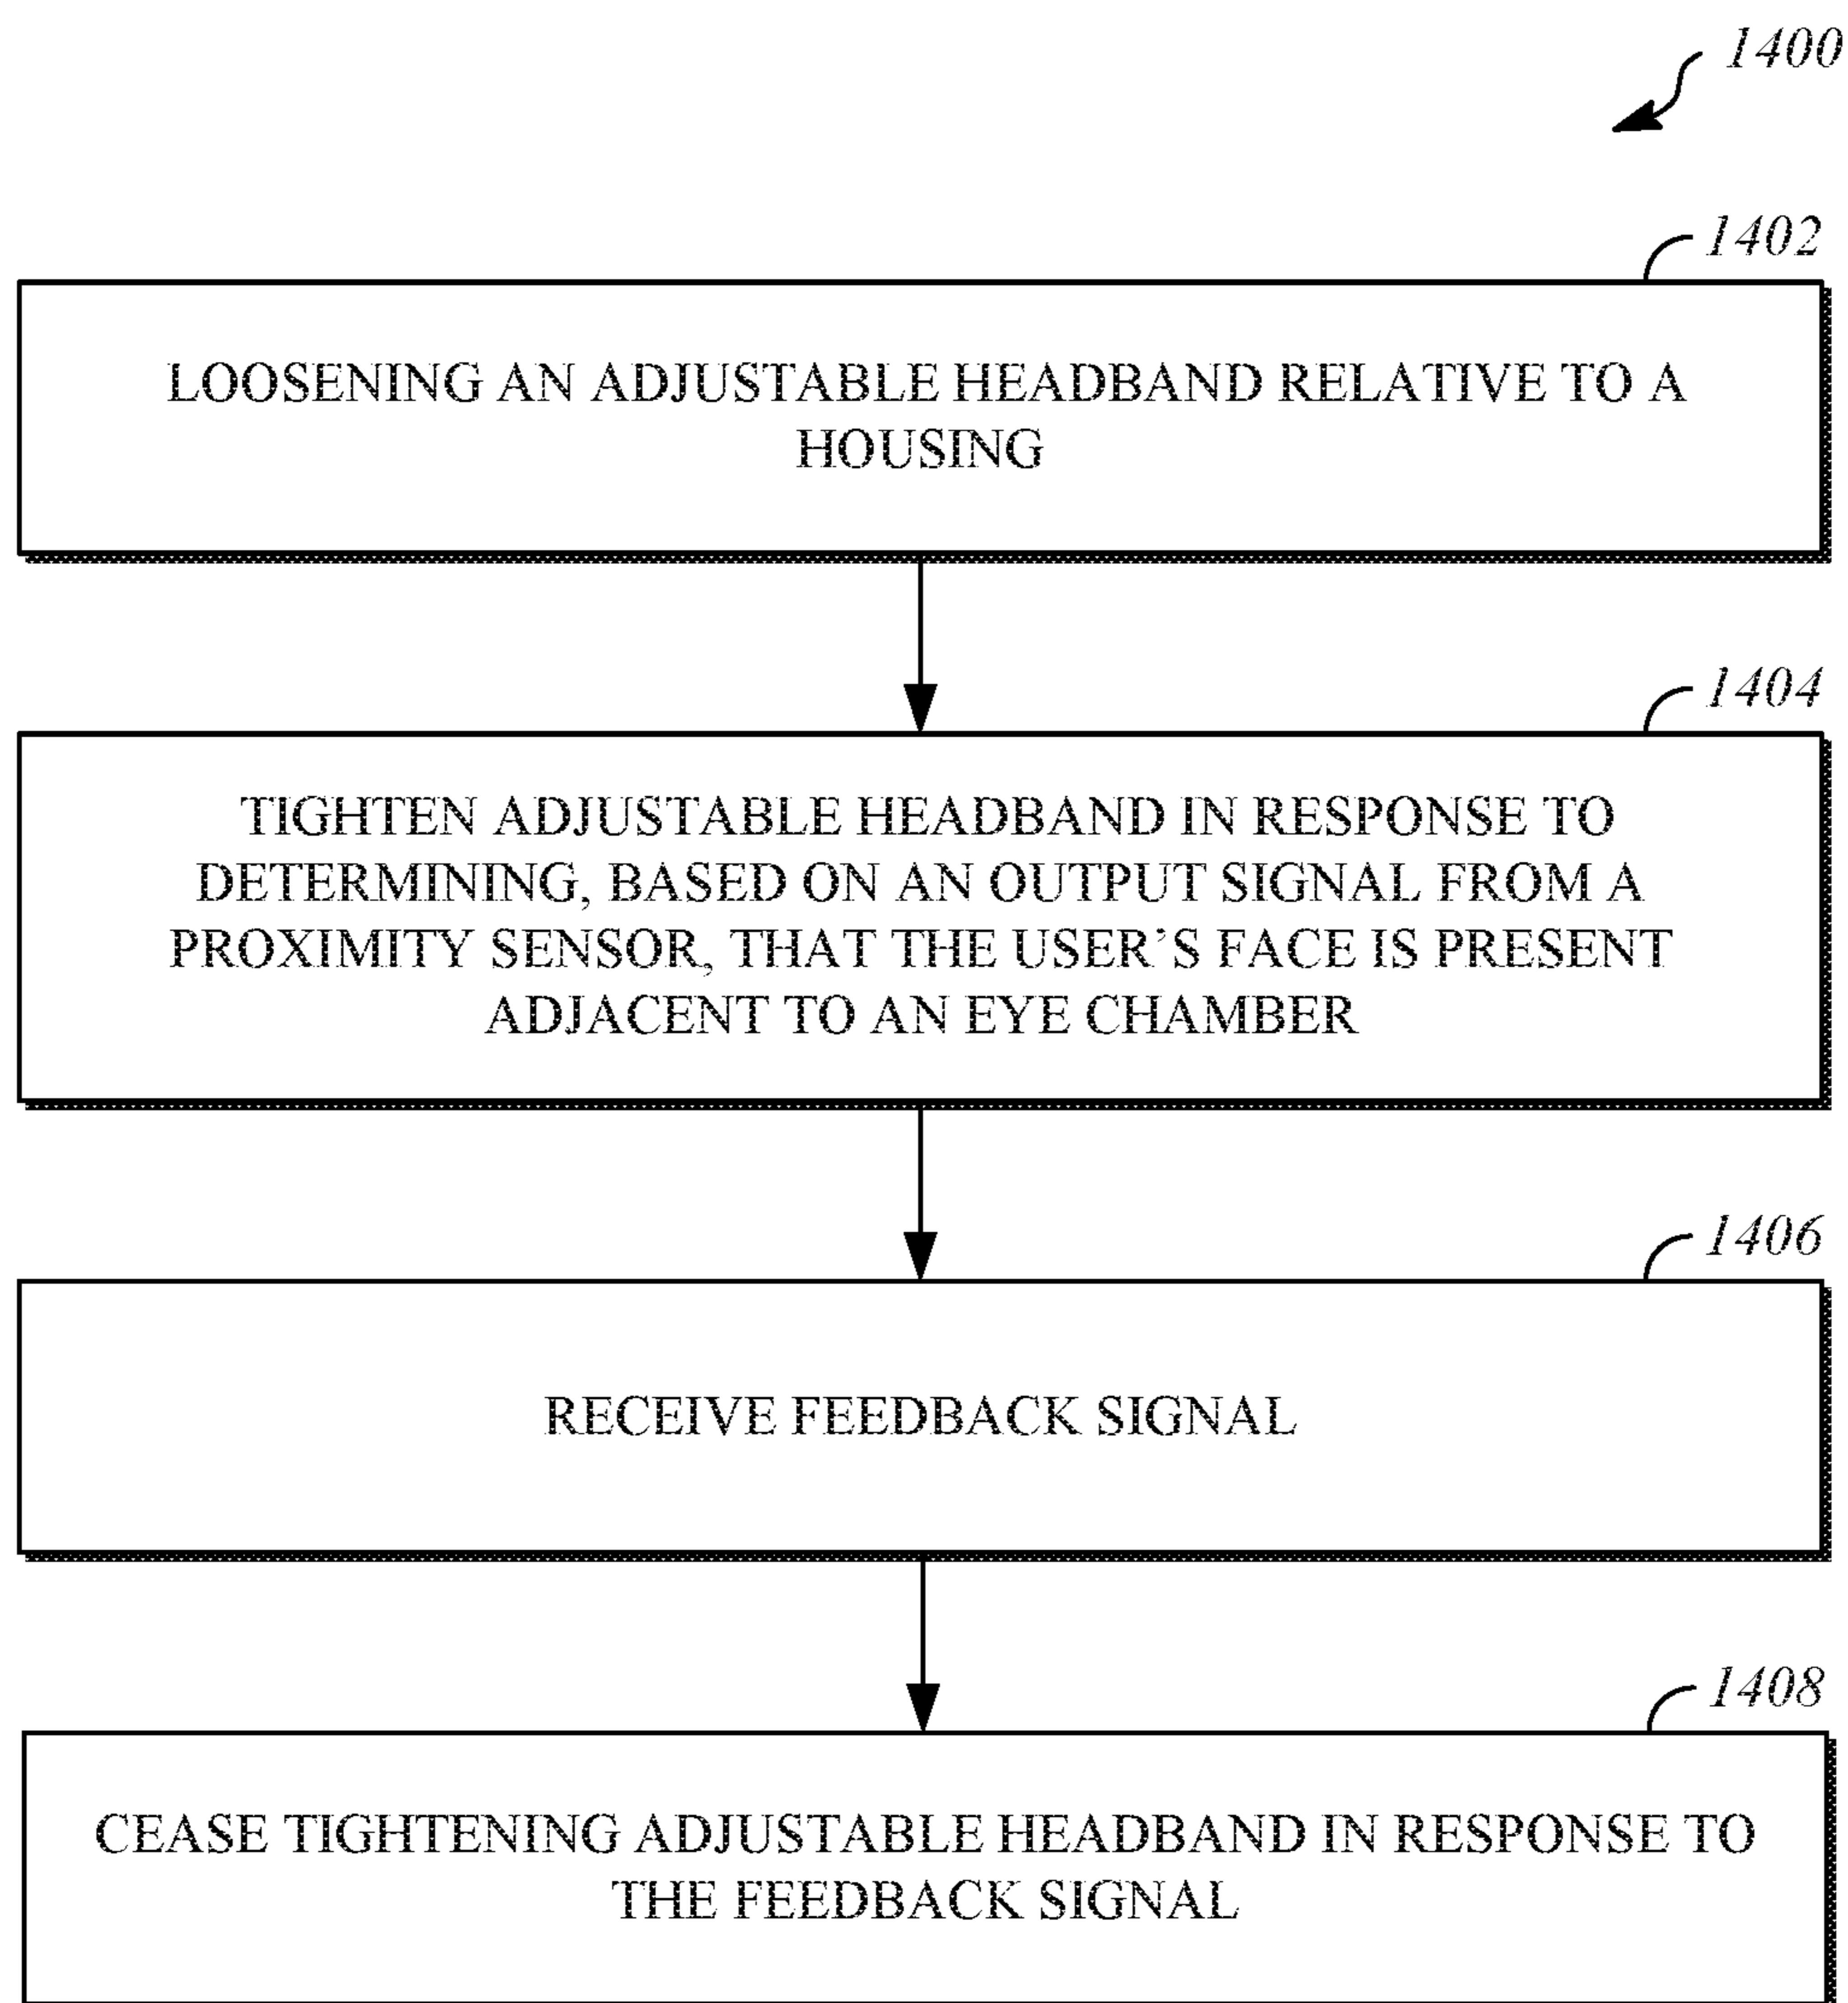 1400
1402
LOOSENING AN ADJUSTABLE HEADBAND RELATIVE TO A
HOUSING
1404
TIGHTEN ADJUSTABLE HEADBAND IN RESPONSE TO
DETERMINING, BASED ON AN OUTPUT SIGNAL FROM A
PROXIMITY SENSOR, THAT THE USER’S FACE IS PRESENT
ADJACENT TO AN EYE CHAMBER
1406
RECEIVE FEEDBACK SIGNAL
1408
CEASE TIGHTENING ADJUSTABLE HEADBAND IN RESPONSE TO
THE FEEDBACK SIGNAL